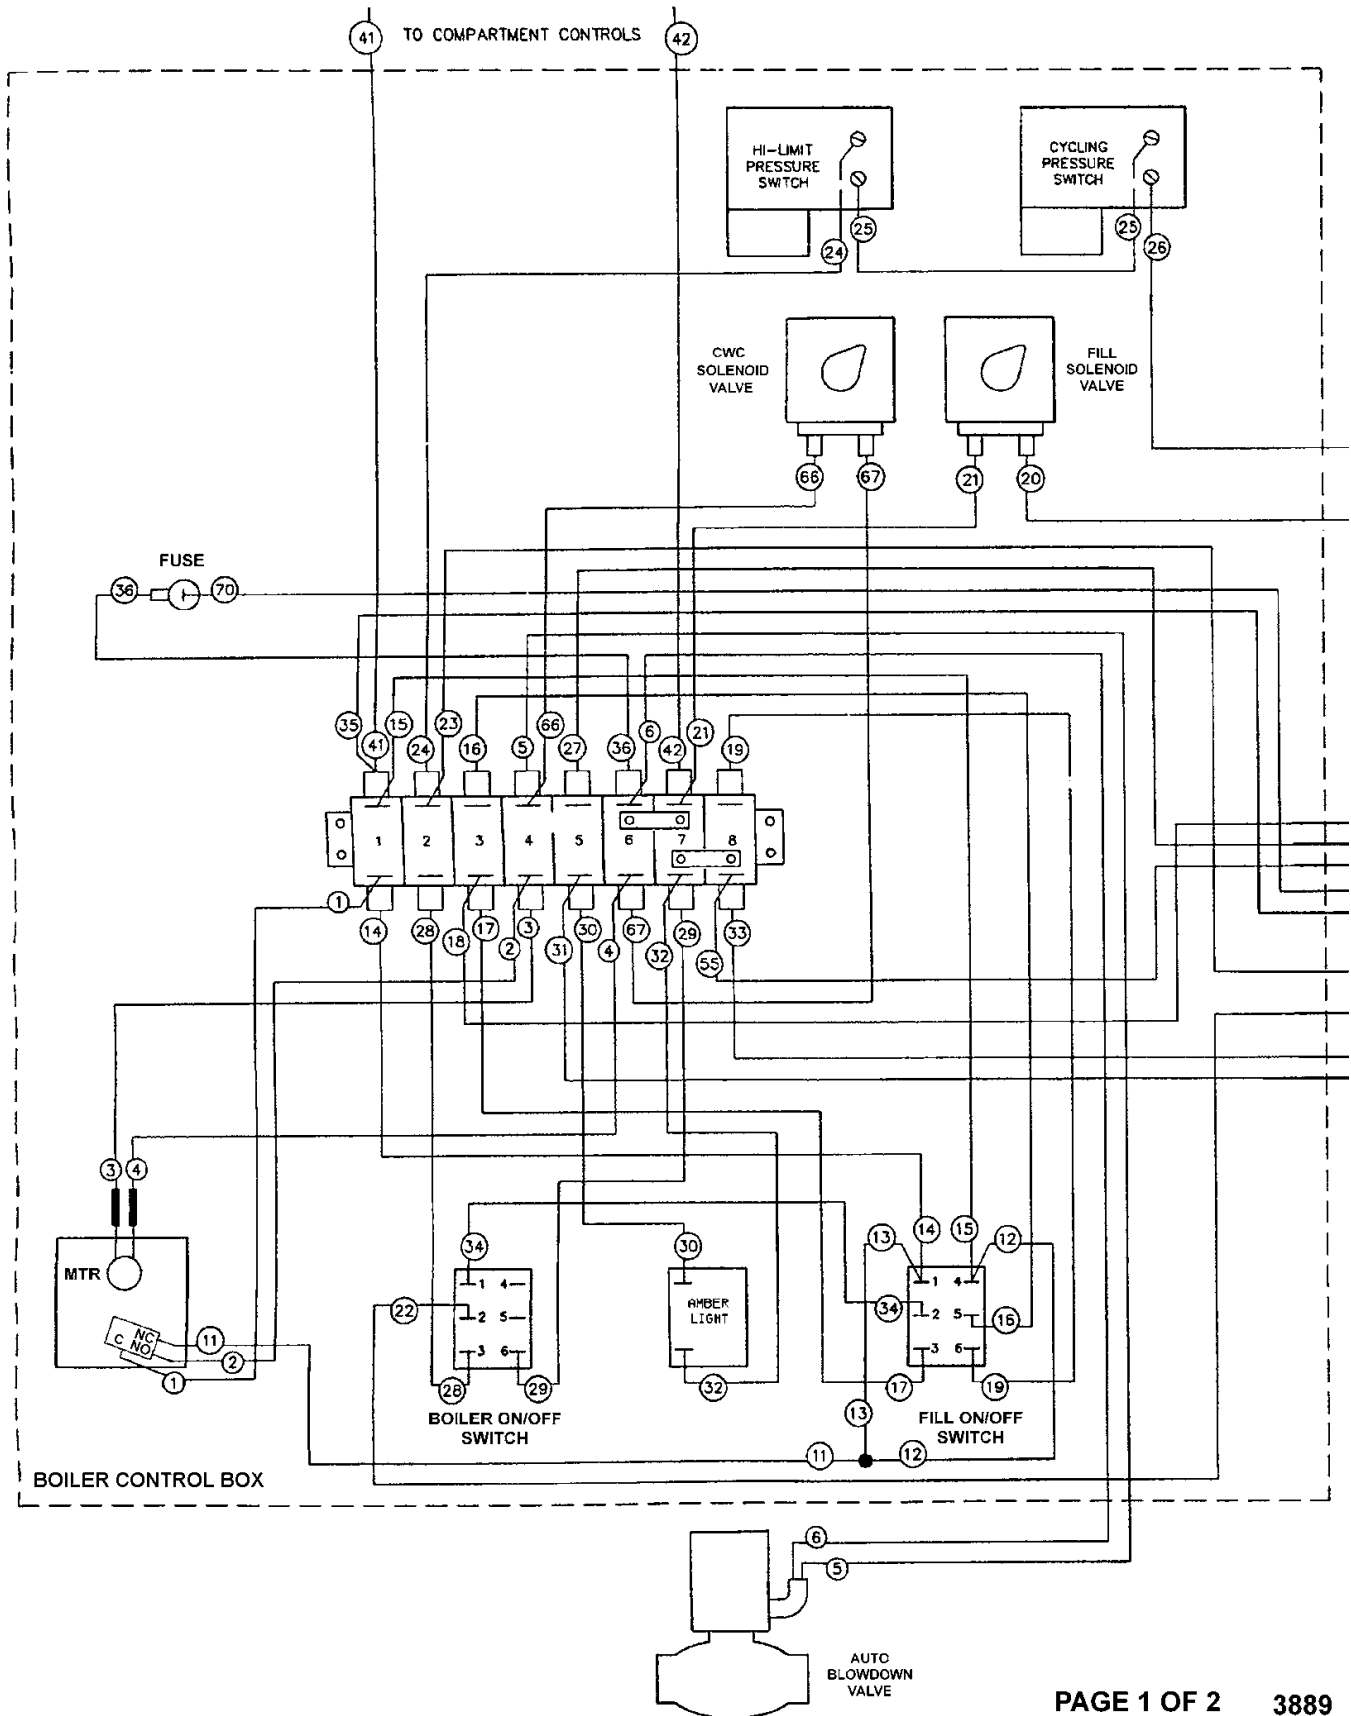 41 TO COMPARTMENT CONTROLS 42
HI-LIMIT
PRESSURE
SWITCH
CYCLING
PRESSURE
SWITCH
24 25 25 26
CWC
SOLENOID
VALVE
FILL
SOLENOID
VALVE
66 67 21 20
FUSE
36 70
35 41 15 24 23 16 5 66 27 36 6 42 21 19
1 2 3 4 5 6 7 8
1 14 28 18 17 2 3 31 30 4 67 32 29 55 33
3 4
MTR
C NC
NO
11
2
1
34
1 4
2 5
3 6
22
28 29
BOILER ON/OFF
SWITCH
30
AMBER
LIGHT
32
13 14 15 12
1 4
34 2 5 16
3 6
17 19
13
FILL ON/OFF
SWITCH
11 12
BOILER CONTROL BOX
6
5
AUTO
BLOWDOWN
VALVE
PAGE 1 OF 2 3889